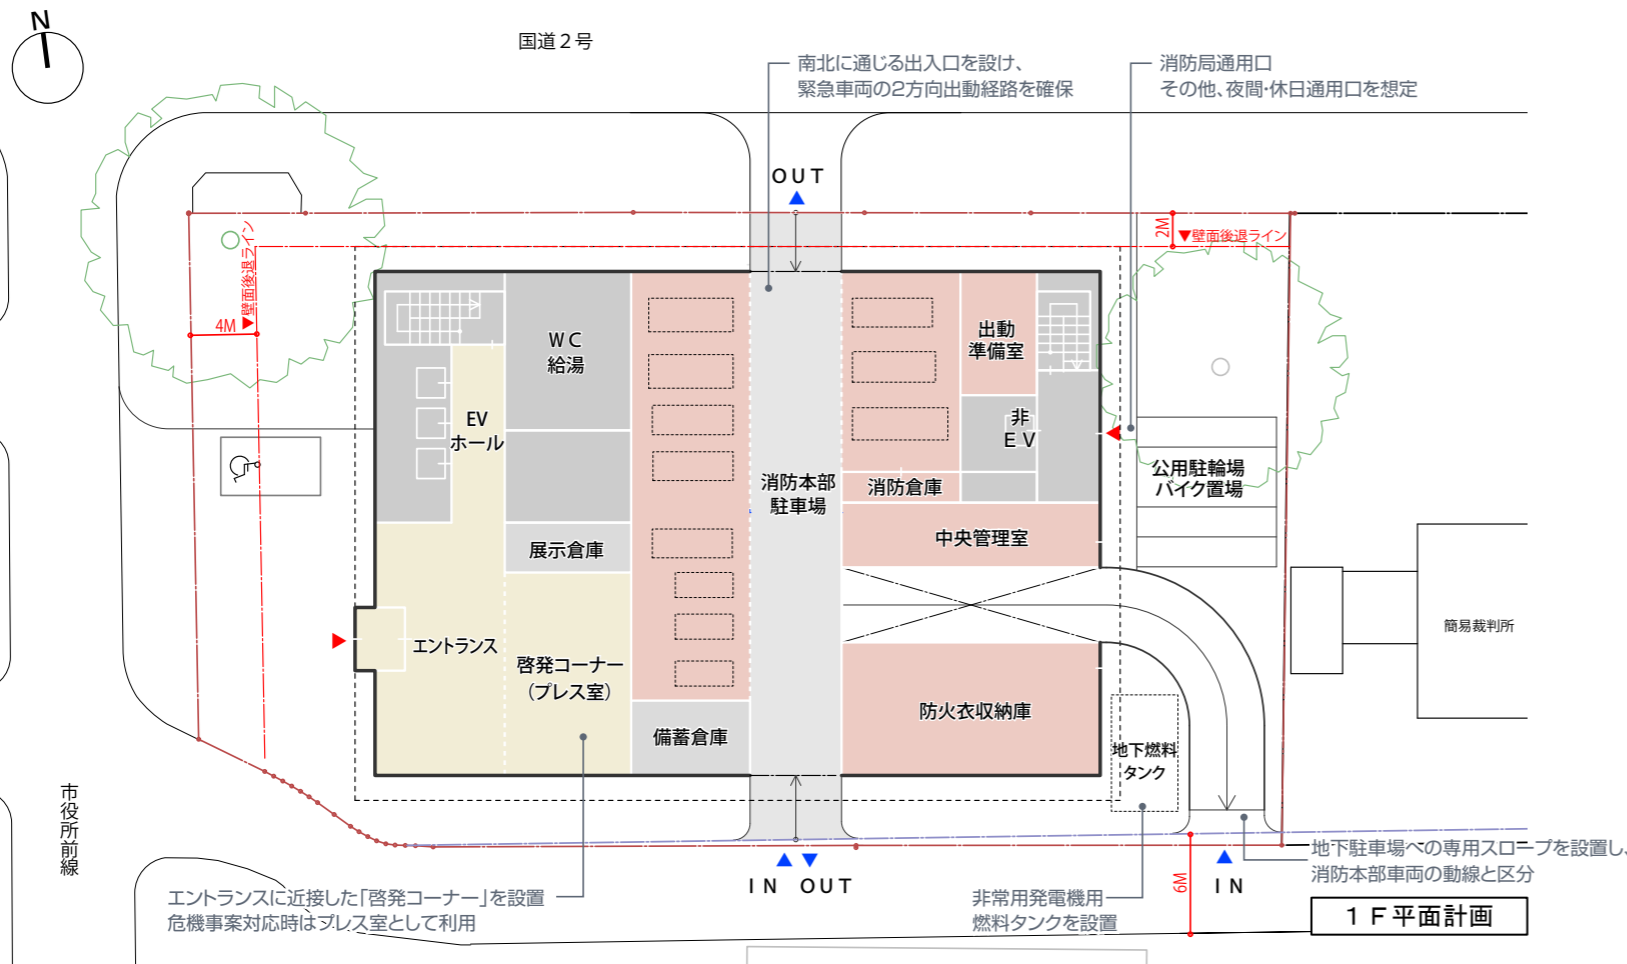 N
国道２号
南北に通じる出入口を設け、
緊急車両の2方向出動経路を確保
消防局通用口
その他、夜間・休日通用口を想定
OUT
2M
▼壁面後退ライン
▼壁面後退ライン
4M
WC
給湯
出動
準備室
EV
ホール
非
EV
公用駐輪場
バイク置場
消防本部
駐車場
消防倉庫
中央管理室
展示倉庫
エントランス
啓発コーナー
（プレス室）
簡易裁判所
備蓄倉庫
防火衣収納庫
地下燃料
タンク
市役所前線
IN OUT
IN
6M
エントランスに近接した「啓発コーナー」を設置
危機事案対応時はプレス室として利用
非常用発電機用
燃料タンクを設置
地下駐車場への専用スロープを設置し、
消防本部車両の動線と区分
１Ｆ平面計画